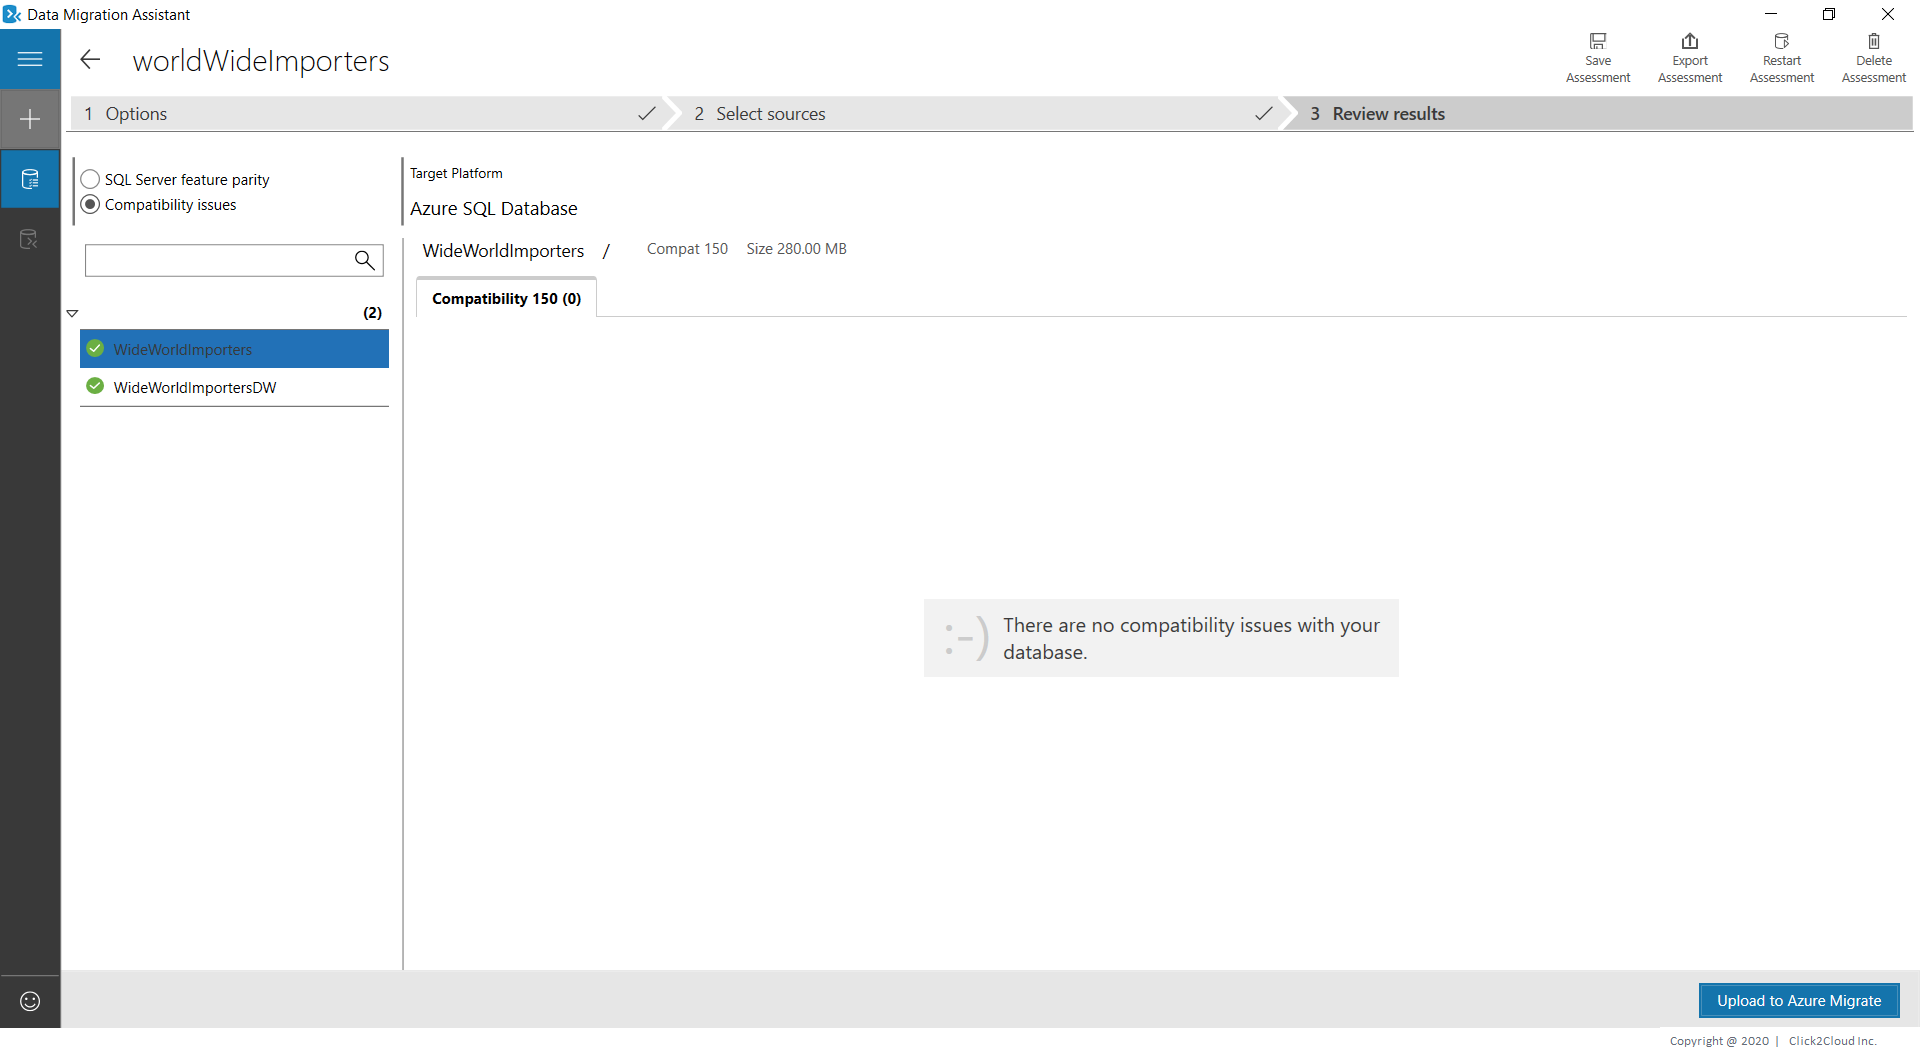 Data Migration Assistant
worldWideImporters
Save Assessment
Export Assessment
Restart Assessment
Delete Assessment
1 Options
2 Select sources
3 Review results
SQL Server feature parity
Compatibility issues
Target Platform
Azure SQL Database
WideWorldImporters / Compat 150 Size 280.00 MB
Compatibility 150 (0)
(2)
WideWorldImporters
WideWorldImportersDW
:-)
There are no compatibility issues with your
database.
Upload to Azure Migrate
Copyright @ 2020 | Click2Cloud Inc.